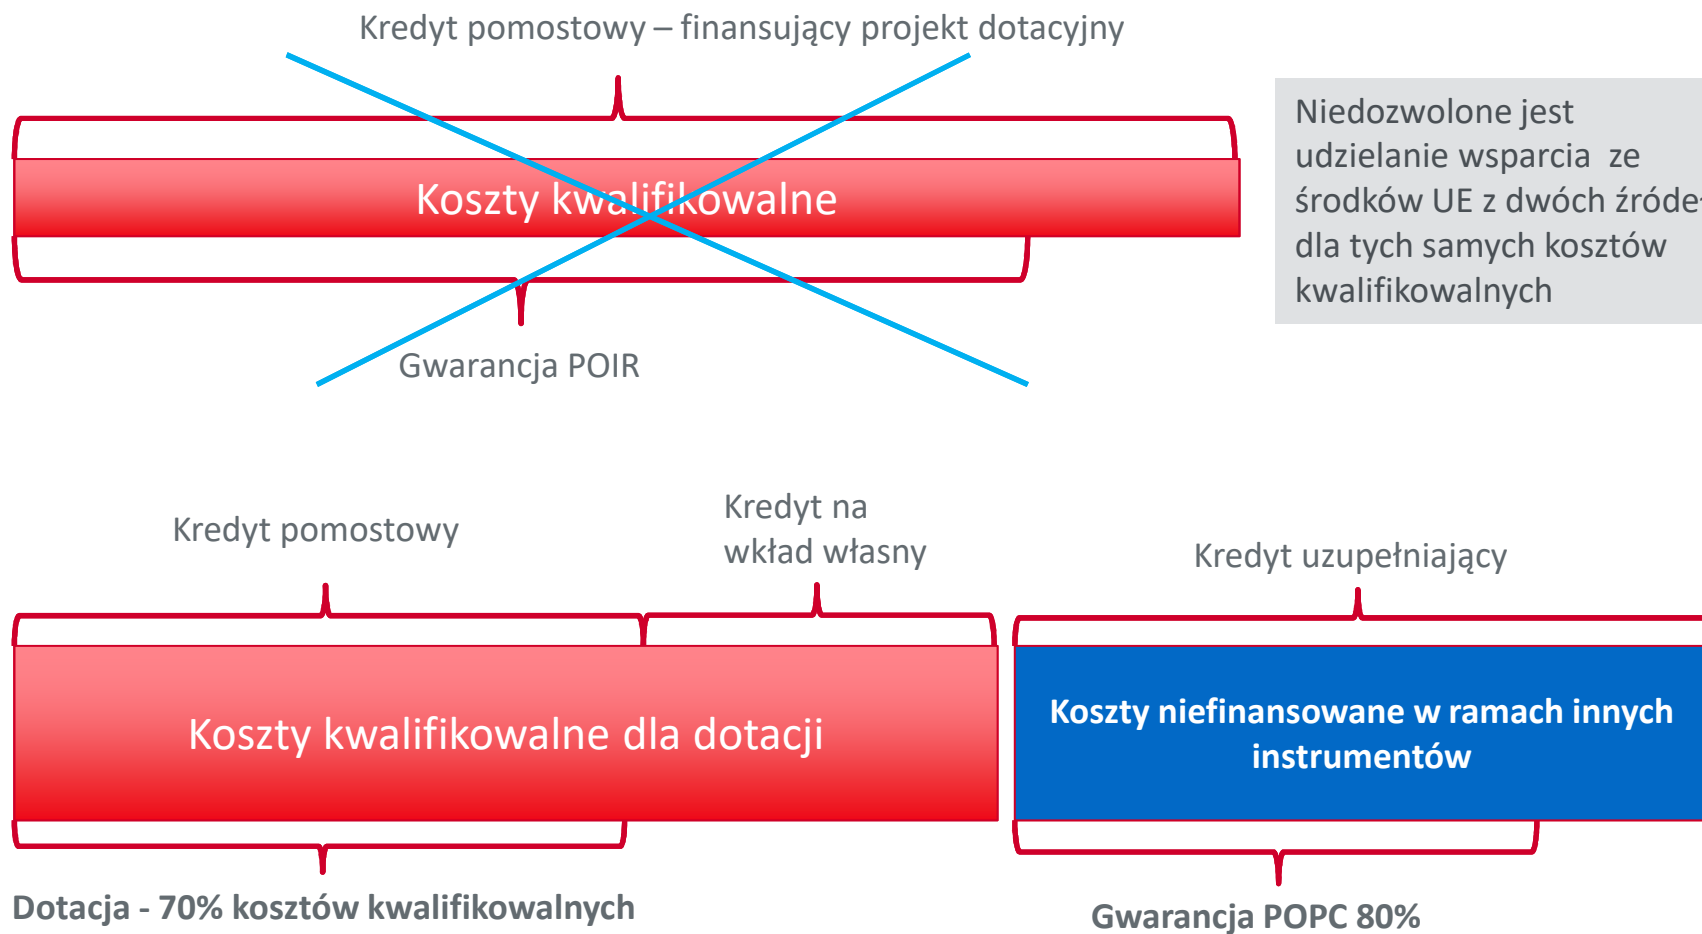 Kredyt pomostowy – finansujący projekt dotacyjny
Niedozwolone jest
udzielanie wsparcia ze
środków UE z dwóch źródeł
dla tych samych kosztów
kwalifikowalnych
Koszty kwalifikowalne
Gwarancja POIR
Kredyt pomostowy
Kredyt na
wkład własny
Kredyt uzupełniający
Koszty kwalifikowalne dla dotacji
Koszty niefinansowane w ramach innych
instrumentów
Dotacja - 70% kosztów kwalifikowalnych
Gwarancja POPC 80%